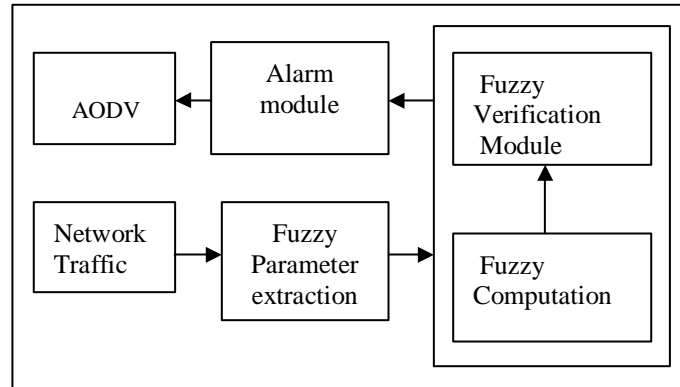 AODV
Alarm
module
Fuzzy
Verification
Module
Network
Traffic
Fuzzy
Parameter
extraction
Fuzzy
Computation